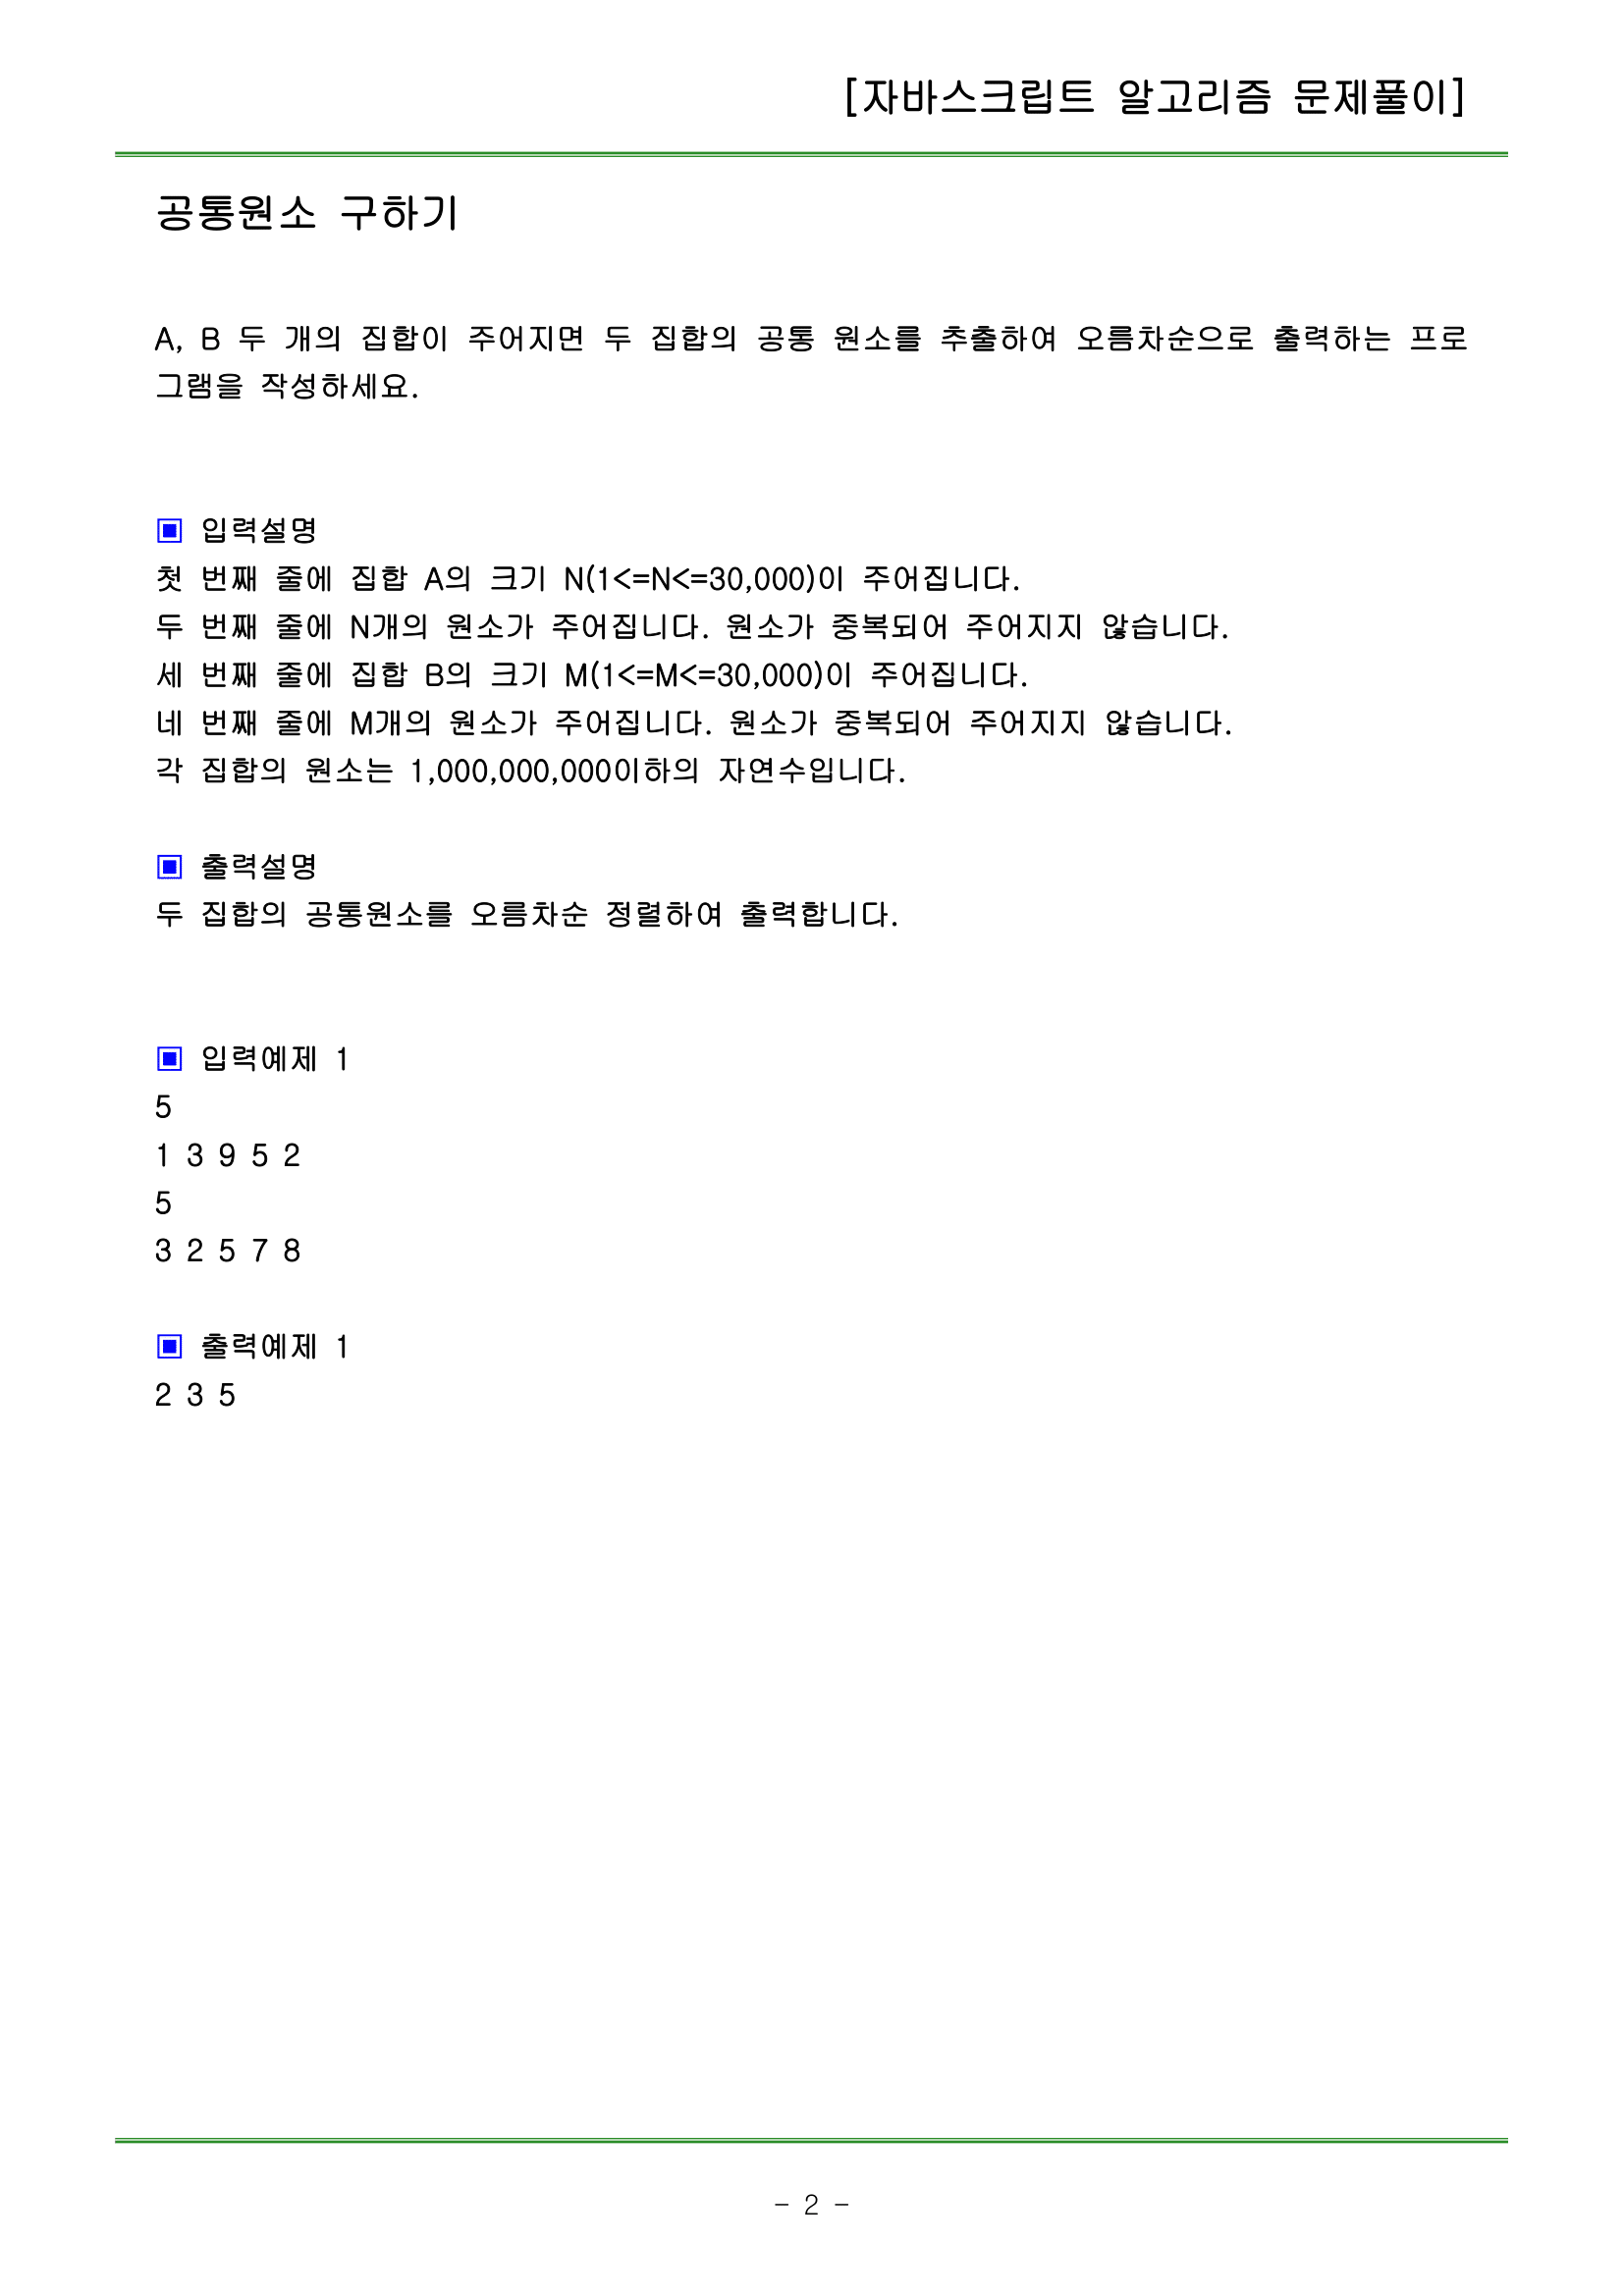 [자바스크립트 알고리즘 문제풀이]
공통원소 구하기
A, B 두 개의 집합이 주어지면 두 집합의 공통 원소를 추출하여 오름차순으로 출력하는 프로
그램을 작성하세요.
▣ 입력설명
첫 번째 줄에 집합 A의 크기 N(1<=N<=30,000)이 주어집니다.
두 번째 줄에 N개의 원소가 주어집니다. 원소가 중복되어 주어지지 않습니다.
세 번째 줄에 집합 B의 크기 M(1<=M<=30,000)이 주어집니다.
네 번째 줄에 M개의 원소가 주어집니다. 원소가 중복되어 주어지지 않습니다.
각 집합의 원소는 1,000,000,000이하의 자연수입니다.
▣ 출력설명
두 집합의 공통원소를 오름차순 정렬하여 출력합니다.
▣ 입력예제 1
5
1 3 9 5 2
5
3 2 5 7 8
▣ 출력예제 1
2 3 5
- 2 -